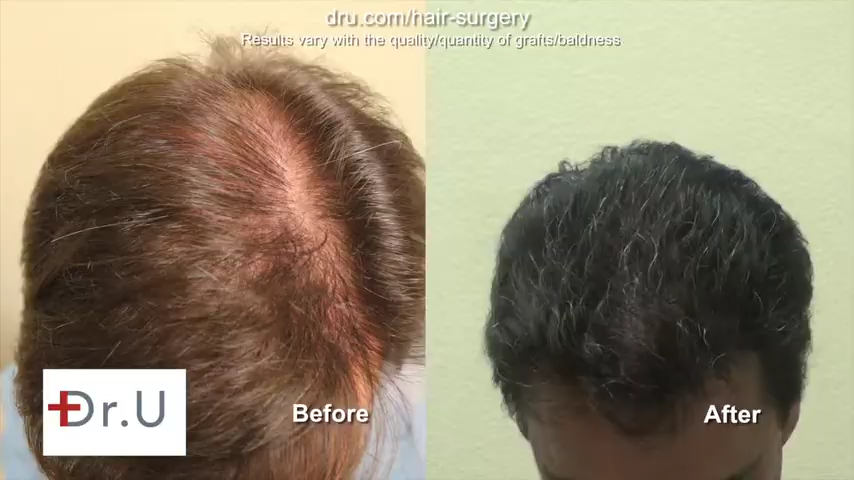 dru.com/hair-surgery
Results vary with the quality/quantity of grafts/baldness
Before
After
Dr.U